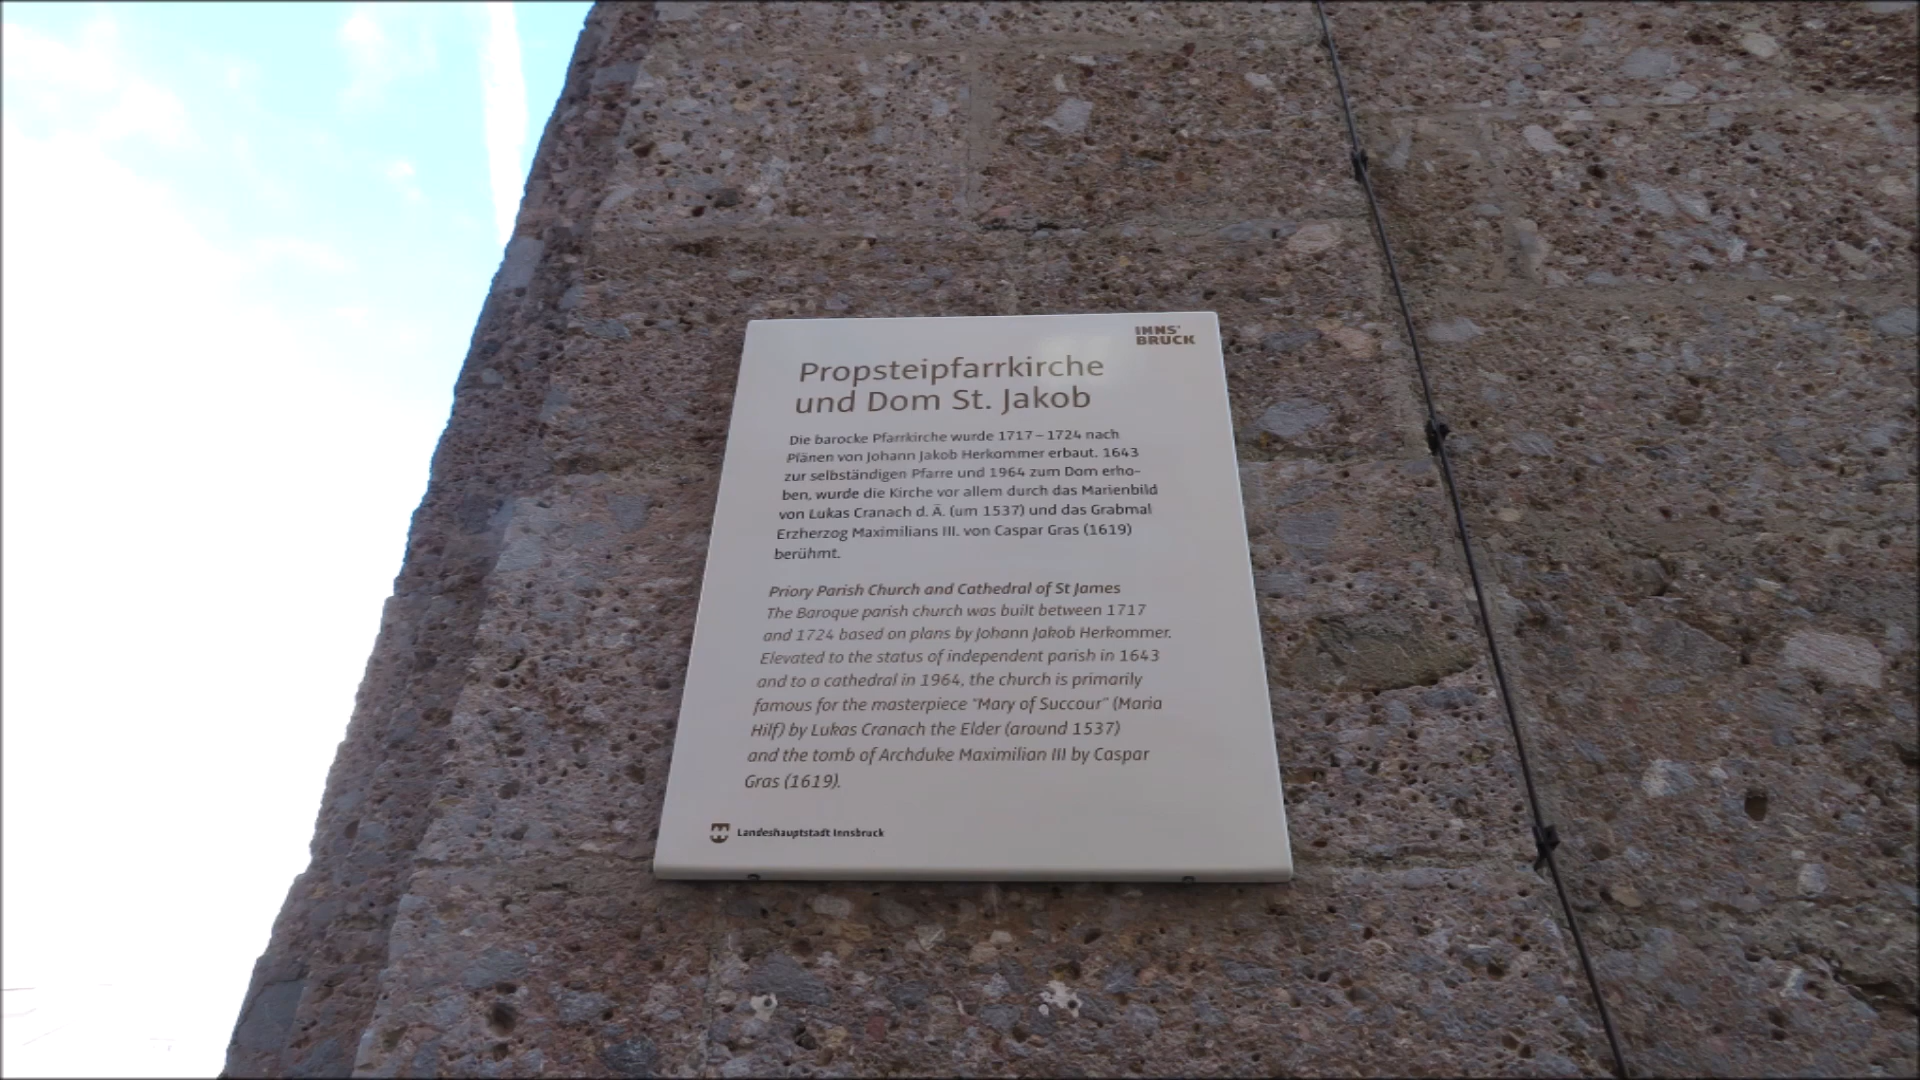 INNS'
BRUCK
Propsteipfarrkirche
und Dom St. Jakob
Die barocke Pfarrkirche wurde 1717 – 1724 nach
Plänen von Johann Jakob Herkommer erbaut. 1643
zur selbständigen Pfarre und 1964 zum Dom erho-
ben, wurde die Kirche vor allem durch das Marienbild
von Lukas Cranach d. Ä. (um 1537) und das Grabmal
Erzherzog Maximilians III. von Caspar Gras (1619)
berühmt.
Priory Parish Church and Cathedral of St James
The Baroque parish church was built between 1717
and 1724 based on plans by Johann Jakob Herkommer.
Elevated to the status of independent parish in 1643
and to a cathedral in 1964, the church is primarily
famous for the masterpiece "Mary of Succour" (Maria
Hilf) by Lukas Cranach the Elder (around 1537)
and the tomb of Archduke Maximilian III by Caspar
Gras (1619).
Landeshauptstadt Innsbruck